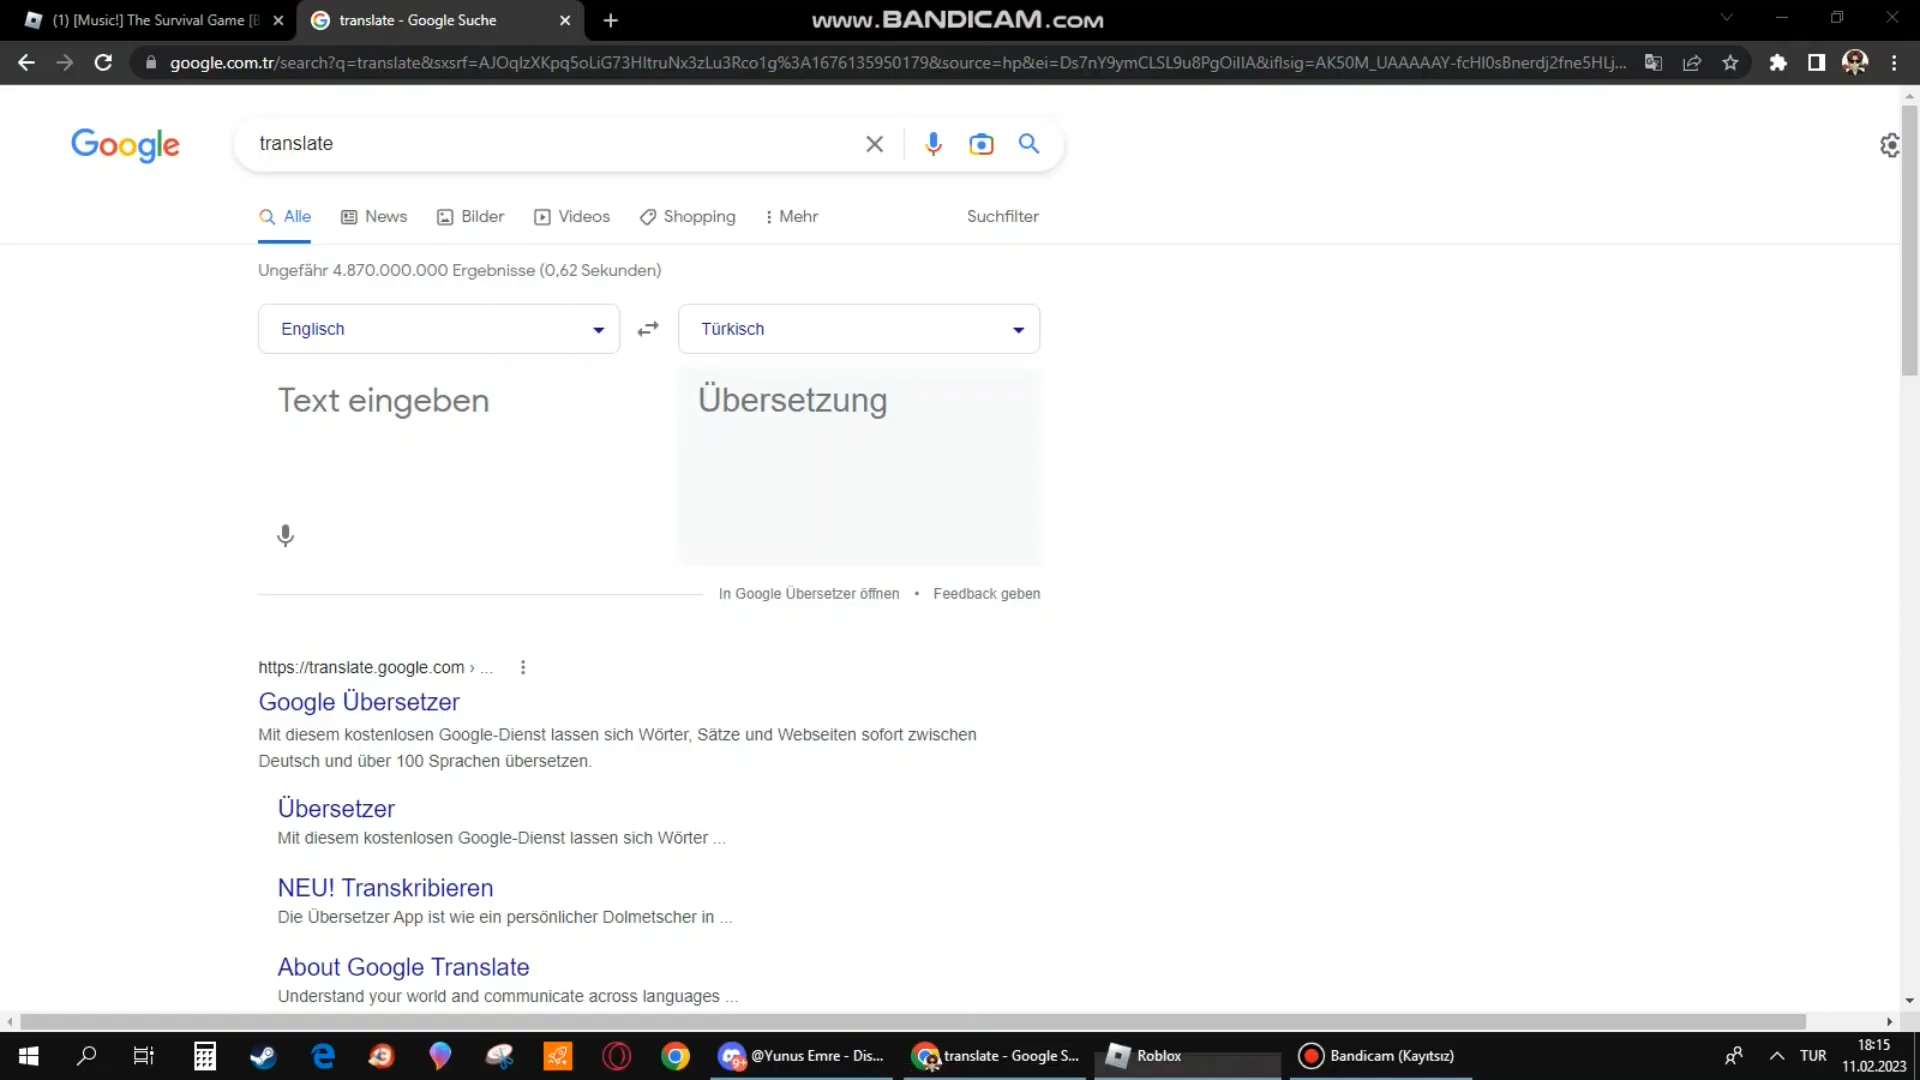 (1) [Music!] The Survival Game [B
translate - Google Suche
www.BANDICAM.com
google.com.tr/search?q=translate&sxsrf=AJOqlzXKpq5oLiG73HltruNx3zLu3Rco1g%3A1676135950179&source=hp&ei=Ds7nY9ymCLSL9u8PgOiIIA&iflsig=AK50M_UAAAAAY-fcHl0sBnerdj2fne5HLj...
Google
translate
Alle News Bilder Videos Shopping Mehr Suchfilter
Ungefähr 4.870.000.000 Ergebnisse (0,62 Sekunden)
Englisch Türkisch
Text eingeben Übersetzung
In Google Übersetzer öffnen • Feedback geben
https://translate.google.com › ...
Google Übersetzer
Mit diesem kostenlosen Google-Dienst lassen sich Wörter, Sätze und Webseiten sofort zwischen
Deutsch und über 100 Sprachen übersetzen.
Übersetzer
Mit diesem kostenlosen Google-Dienst lassen sich Wörter ...
NEU! Transkribieren
Die Übersetzer App ist wie ein persönlicher Dolmetscher in ...
About Google Translate
Understand your world and communicate across languages ...
@Yunus Emre - Dis... translate - Google S... Roblox Bandicam (Kayıtsız) TUR 18:15
11.02.2023